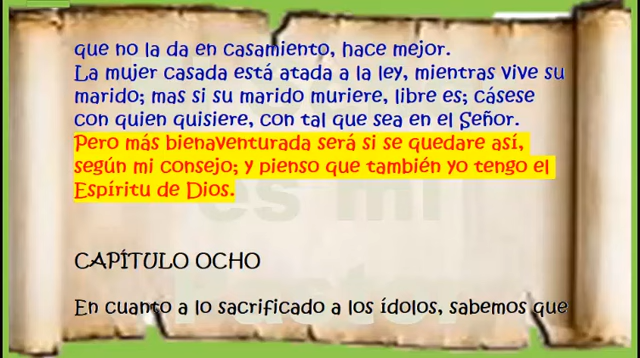 que no la da en casamiento, hace mejor.
La mujer casada está atada a la ley, mientras vive su
marido; mas si su marido muriere, libre es; cásese
con quien quisiere, con tal que sea en el Señor.
Pero más bienaventurada será si se quedare así,
según mi consejo; y pienso que también yo tengo el
Espíritu de Dios.
es mi
CAPÍTULO OCHO
En cuanto a lo sacrificado a los ídolos, sabemos que
Pastor